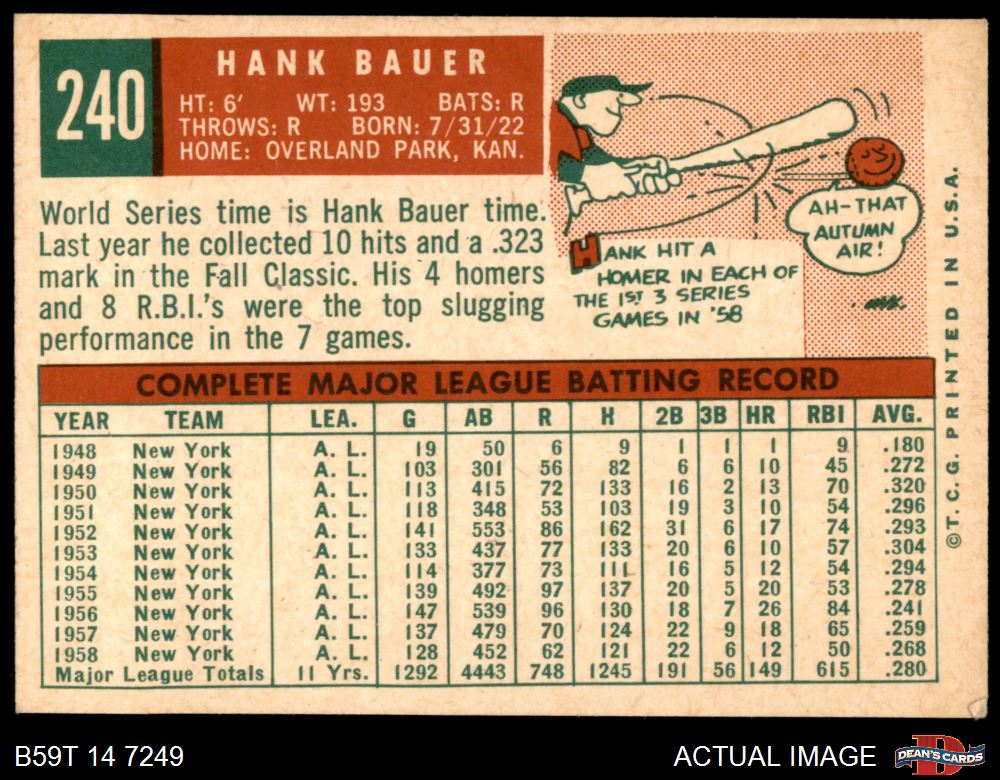 240
HANK BAUER
HT: 6' WT: 193 BATS: R
THROWS: R BORN: 7/31/22
HOME: OVERLAND PARK, KAN.
World Series time is Hank Bauer time.
Last year he collected 10 hits and a .323
mark in the Fall Classic. His 4 homers
and 8 R.B.I.'s were the top slugging
performance in the 7 games.
AH-THAT
AUTUMN
AIR!
HANK HIT A
HOMER IN EACH OF
THE 1ST 3 SERIES
GAMES IN '58
COMPLETE MAJOR LEAGUE BATTING RECORD
YEAR TEAM LEA. G AB R H 2B 3B HR RBI AVG.
1948 New York A. L. 19 50 6 9 1 1 1 9 .180
1949 New York A. L. 103 301 56 82 6 6 10 45 .272
1950 New York A. L. 113 415 72 133 16 2 13 70 .320
1951 New York A. L. 118 348 53 103 19 3 10 54 .296
1952 New York A. L. 141 553 86 162 31 6 17 74 .293
1953 New York A. L. 133 437 77 133 20 6 10 57 .304
1954 New York A. L. 114 377 73 111 16 5 12 54 .294
1955 New York A. L. 139 492 97 137 20 5 20 53 .278
1956 New York A. L. 147 539 96 130 18 7 26 84 .241
1957 New York A. L. 137 479 70 124 22 9 18 65 .259
1958 New York A. L. 128 452 62 121 22 6 12 50 .268
Major League Totals 11 Yrs. 1292 4443 748 1245 191 56 149 615 .280
©T. C. G. PRINTED IN U.S.A.
B59T 14 7249
ACTUAL IMAGE
DEAN'S CARDS